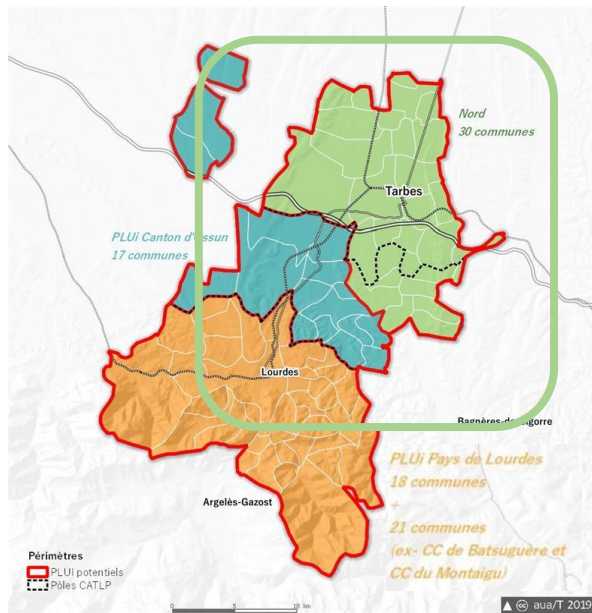 Nord
30 communes
Tarbes
PLUi Canton d'Ossun
17 communes
Lourdes
Bagnères-de-Bigorre
PLUi Pays de Lourdes
18 communes
+
21 communes
(ex- CC de Batsuguère et
CC du Montaigu)
Argelès-Gazost
Périmètres
PLUI potentiels
Pôles CATLP
0 5 10 km
aua/T 2019